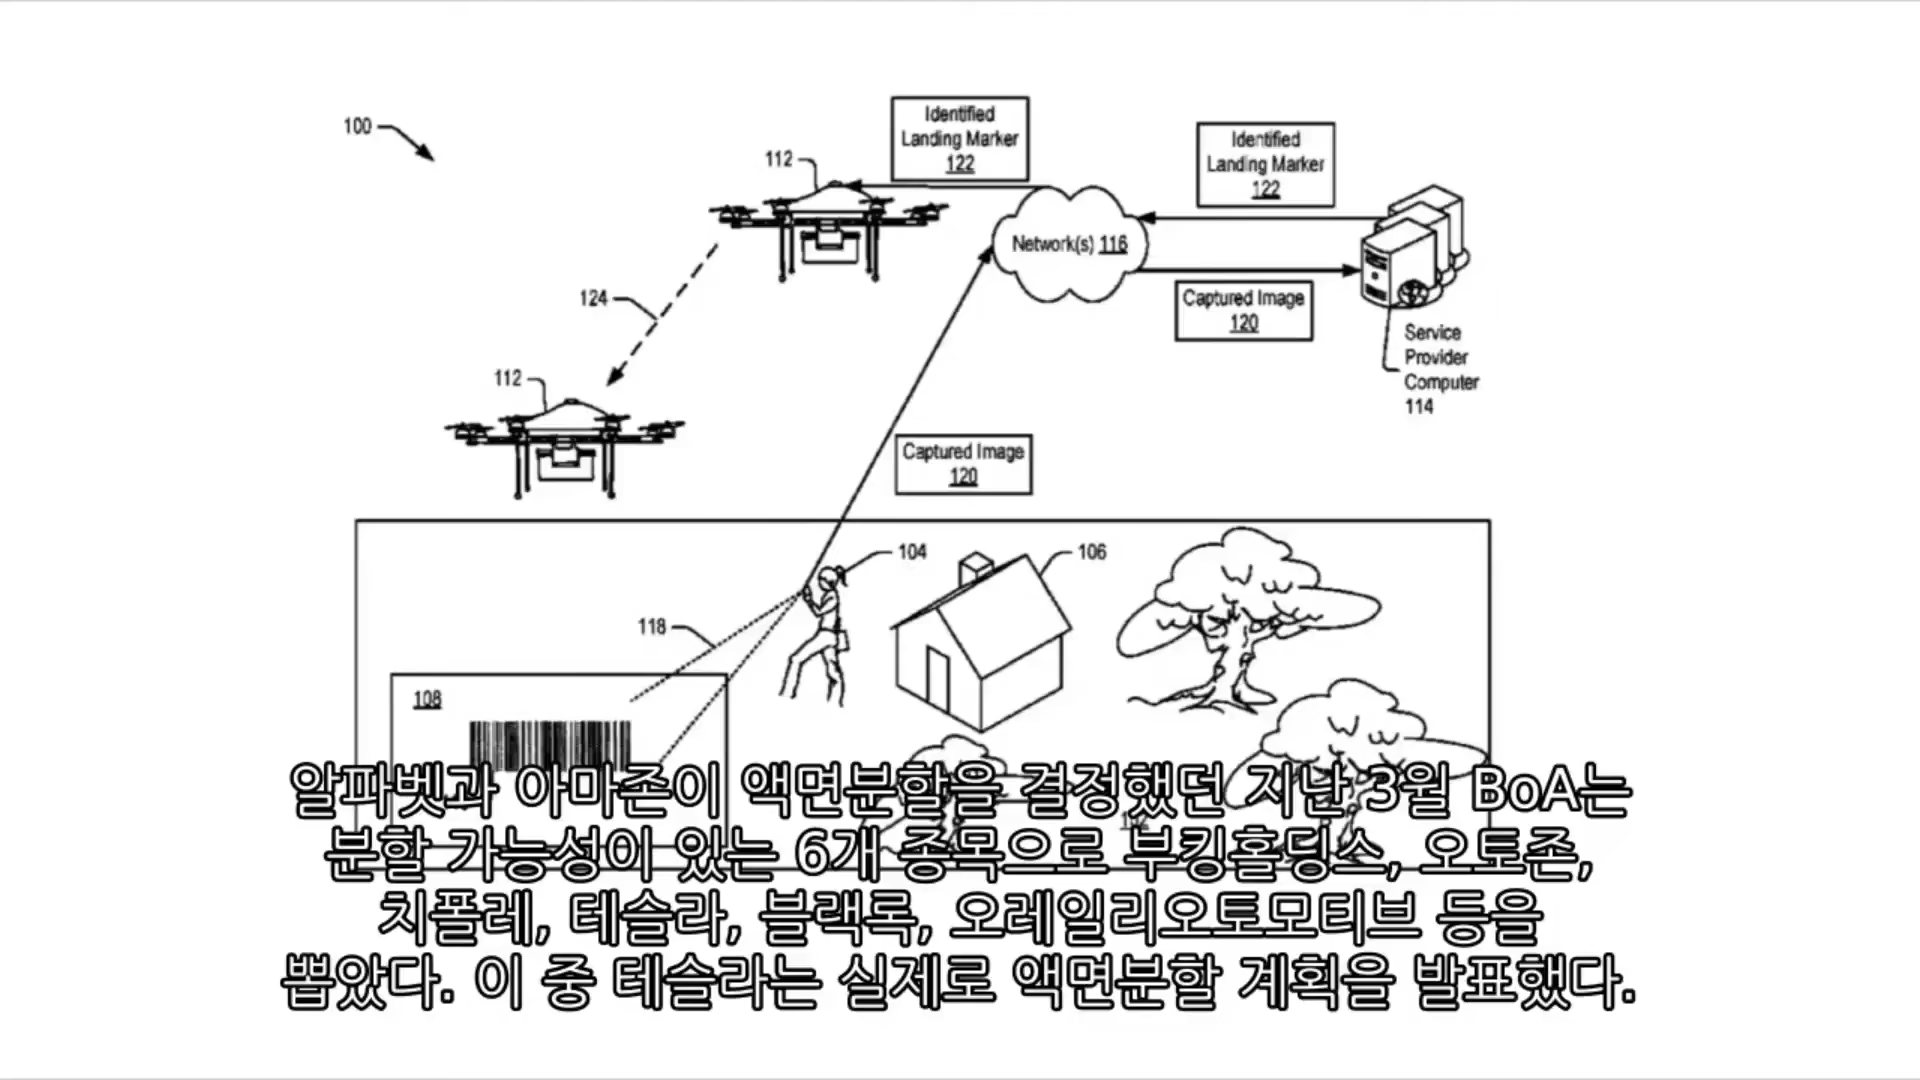 100
Identified
Landing Marker
122
Identified
Landing Marker
122
112
Network(s) 116
124
Captured Image
120
Service
Provider
Computer
114
112
Captured Image
120
104
106
118
108
알파벳과 아마존이 액면분할을 결정했던 지난 3월 BoA는
분할 가능성이 있는 6개 종목으로 부킹홀딩스, 오토존,
치폴레, 테슬라, 블랙록, 오레일리오토모티브 등을
뽑았다. 이 중 테슬라는 실제로 액면분할 계획을 발표했다.